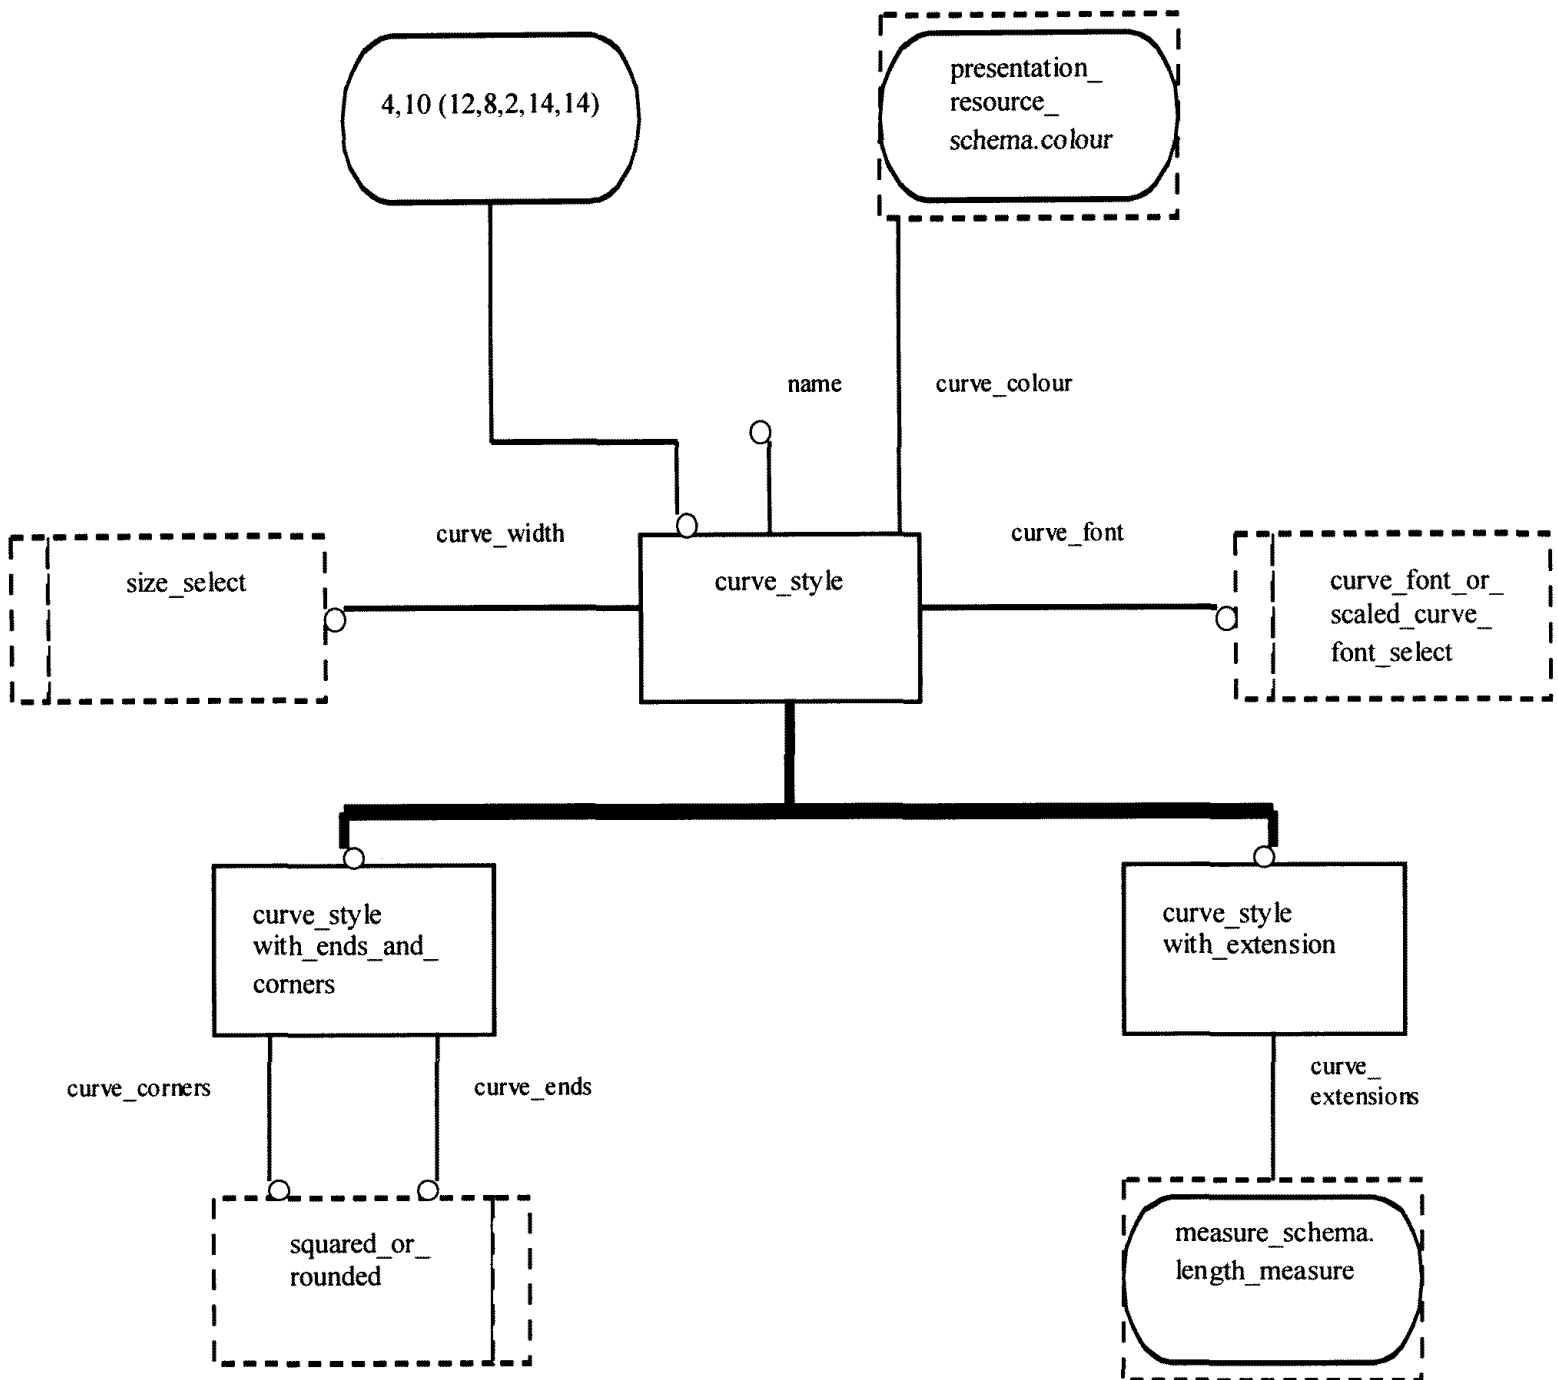 4,10 (12,8,2,14,14)
presentation_
resource_
schema.colour
name
curve_colour
curve_width
curve_font
size_select
curve_style
curve_font_or_
scaled_curve_
font_select
curve_style
with_ends_and_
corners
curve_style
with_extension
curve_corners
curve_ends
curve_
extensions
squared_or_
rounded
measure_schema.
length_measure